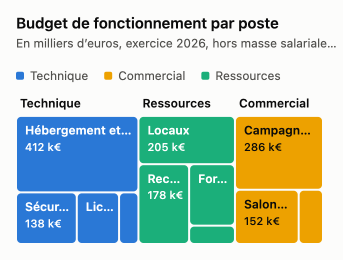 Budget de fonctionnement par poste
En milliers d’euros, exercice 2026, hors masse salariale…
Technique Commercial Ressources
Technique Ressources Commercial
Hébergement et…
412 k€
Sécur…
138 k€
Lic…
Locaux
205 k€
Rec…
178 k€
For…
Campagn…
286 k€
Salon…
152 k€